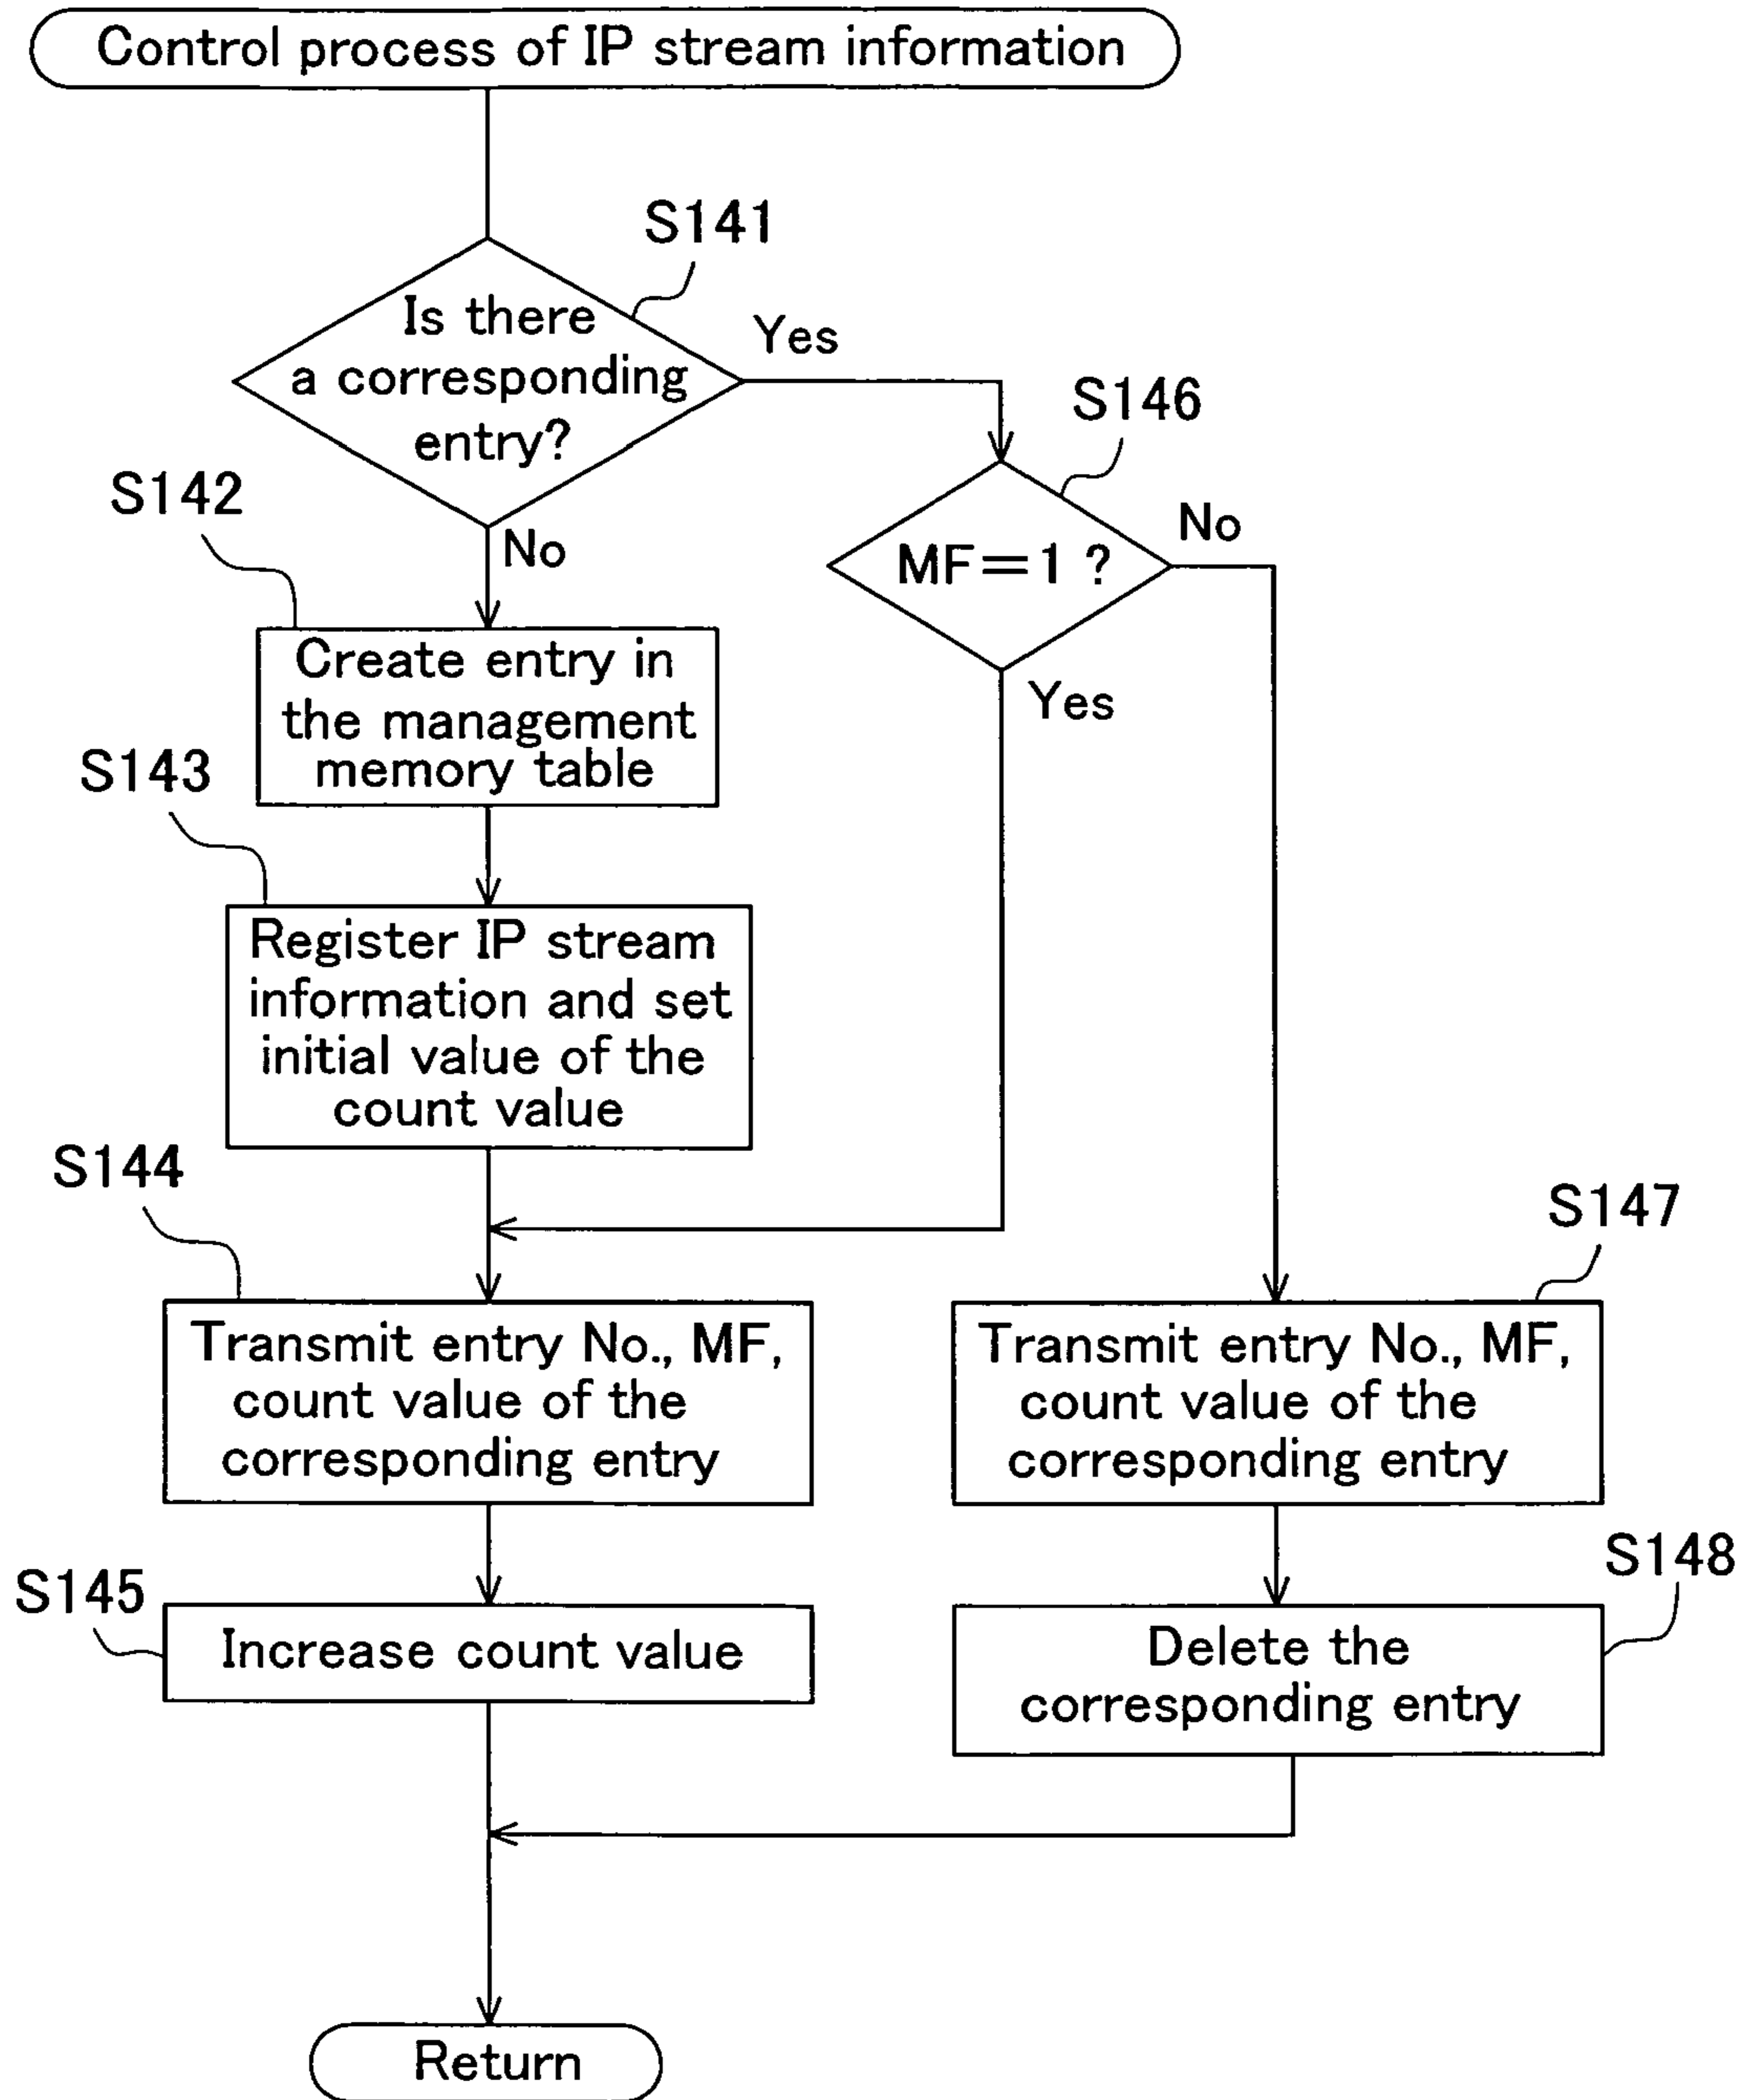 Control process of IP stream information
S141
Is there
a corresponding
entry?
Yes
No
S142
Create entry in
the management
memory table
S143
Register IP stream
information and set
initial value of the
count value
S146
MF=1 ?
No
Yes
S144
Transmit entry No., MF,
count value of the
corresponding entry
S145
Increase count value
S147
Transmit entry No., MF,
count value of the
corresponding entry
S148
Delete the
corresponding entry
Return